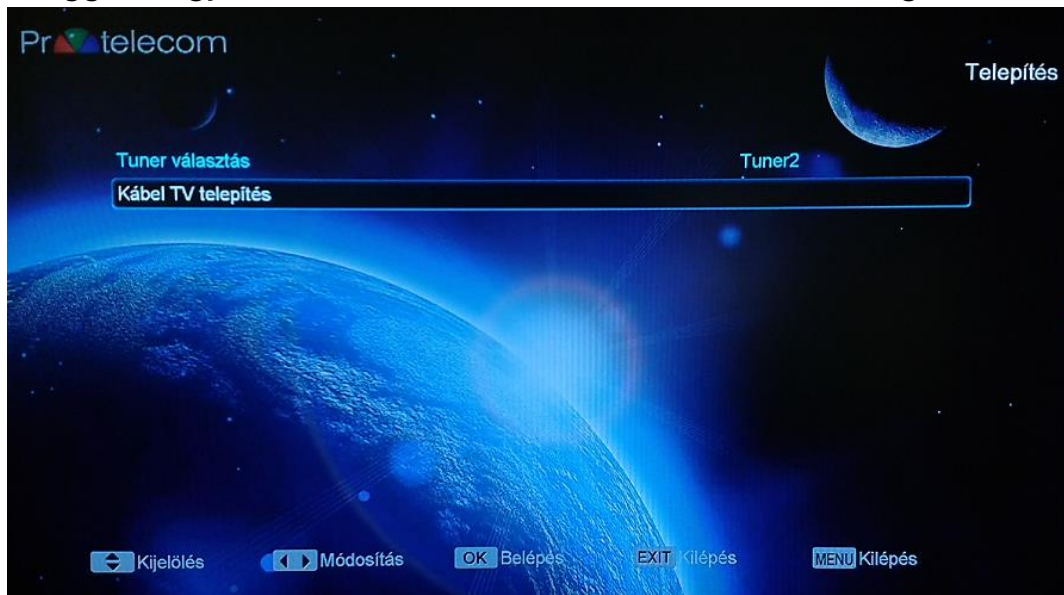 Pr telecom
Telepítés
Tuner választás Tuner2
Kábel TV telepítés
Kijelölés Módosítás OK Belépés EXIT Kilépés MENU Kilépés